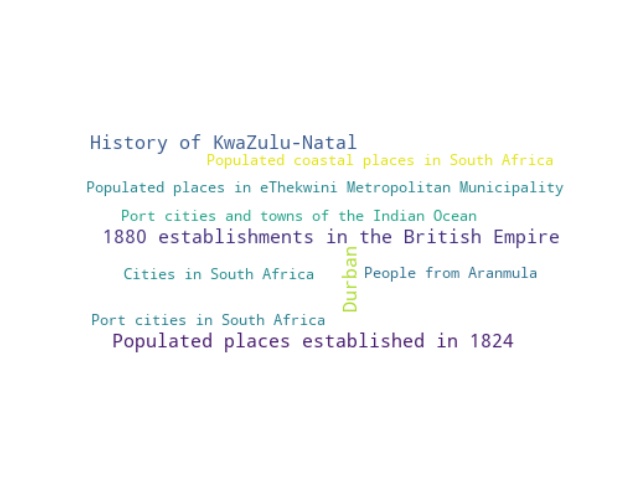 History of KwaZulu-Natal
Populated coastal places in South Africa
Populated places in eThekwini Metropolitan Municipality
Port cities and towns of the Indian Ocean
1880 establishments in the British Empire
Durban
Cities in South Africa
People from Aranmula
Port cities in South Africa
Populated places established in 1824